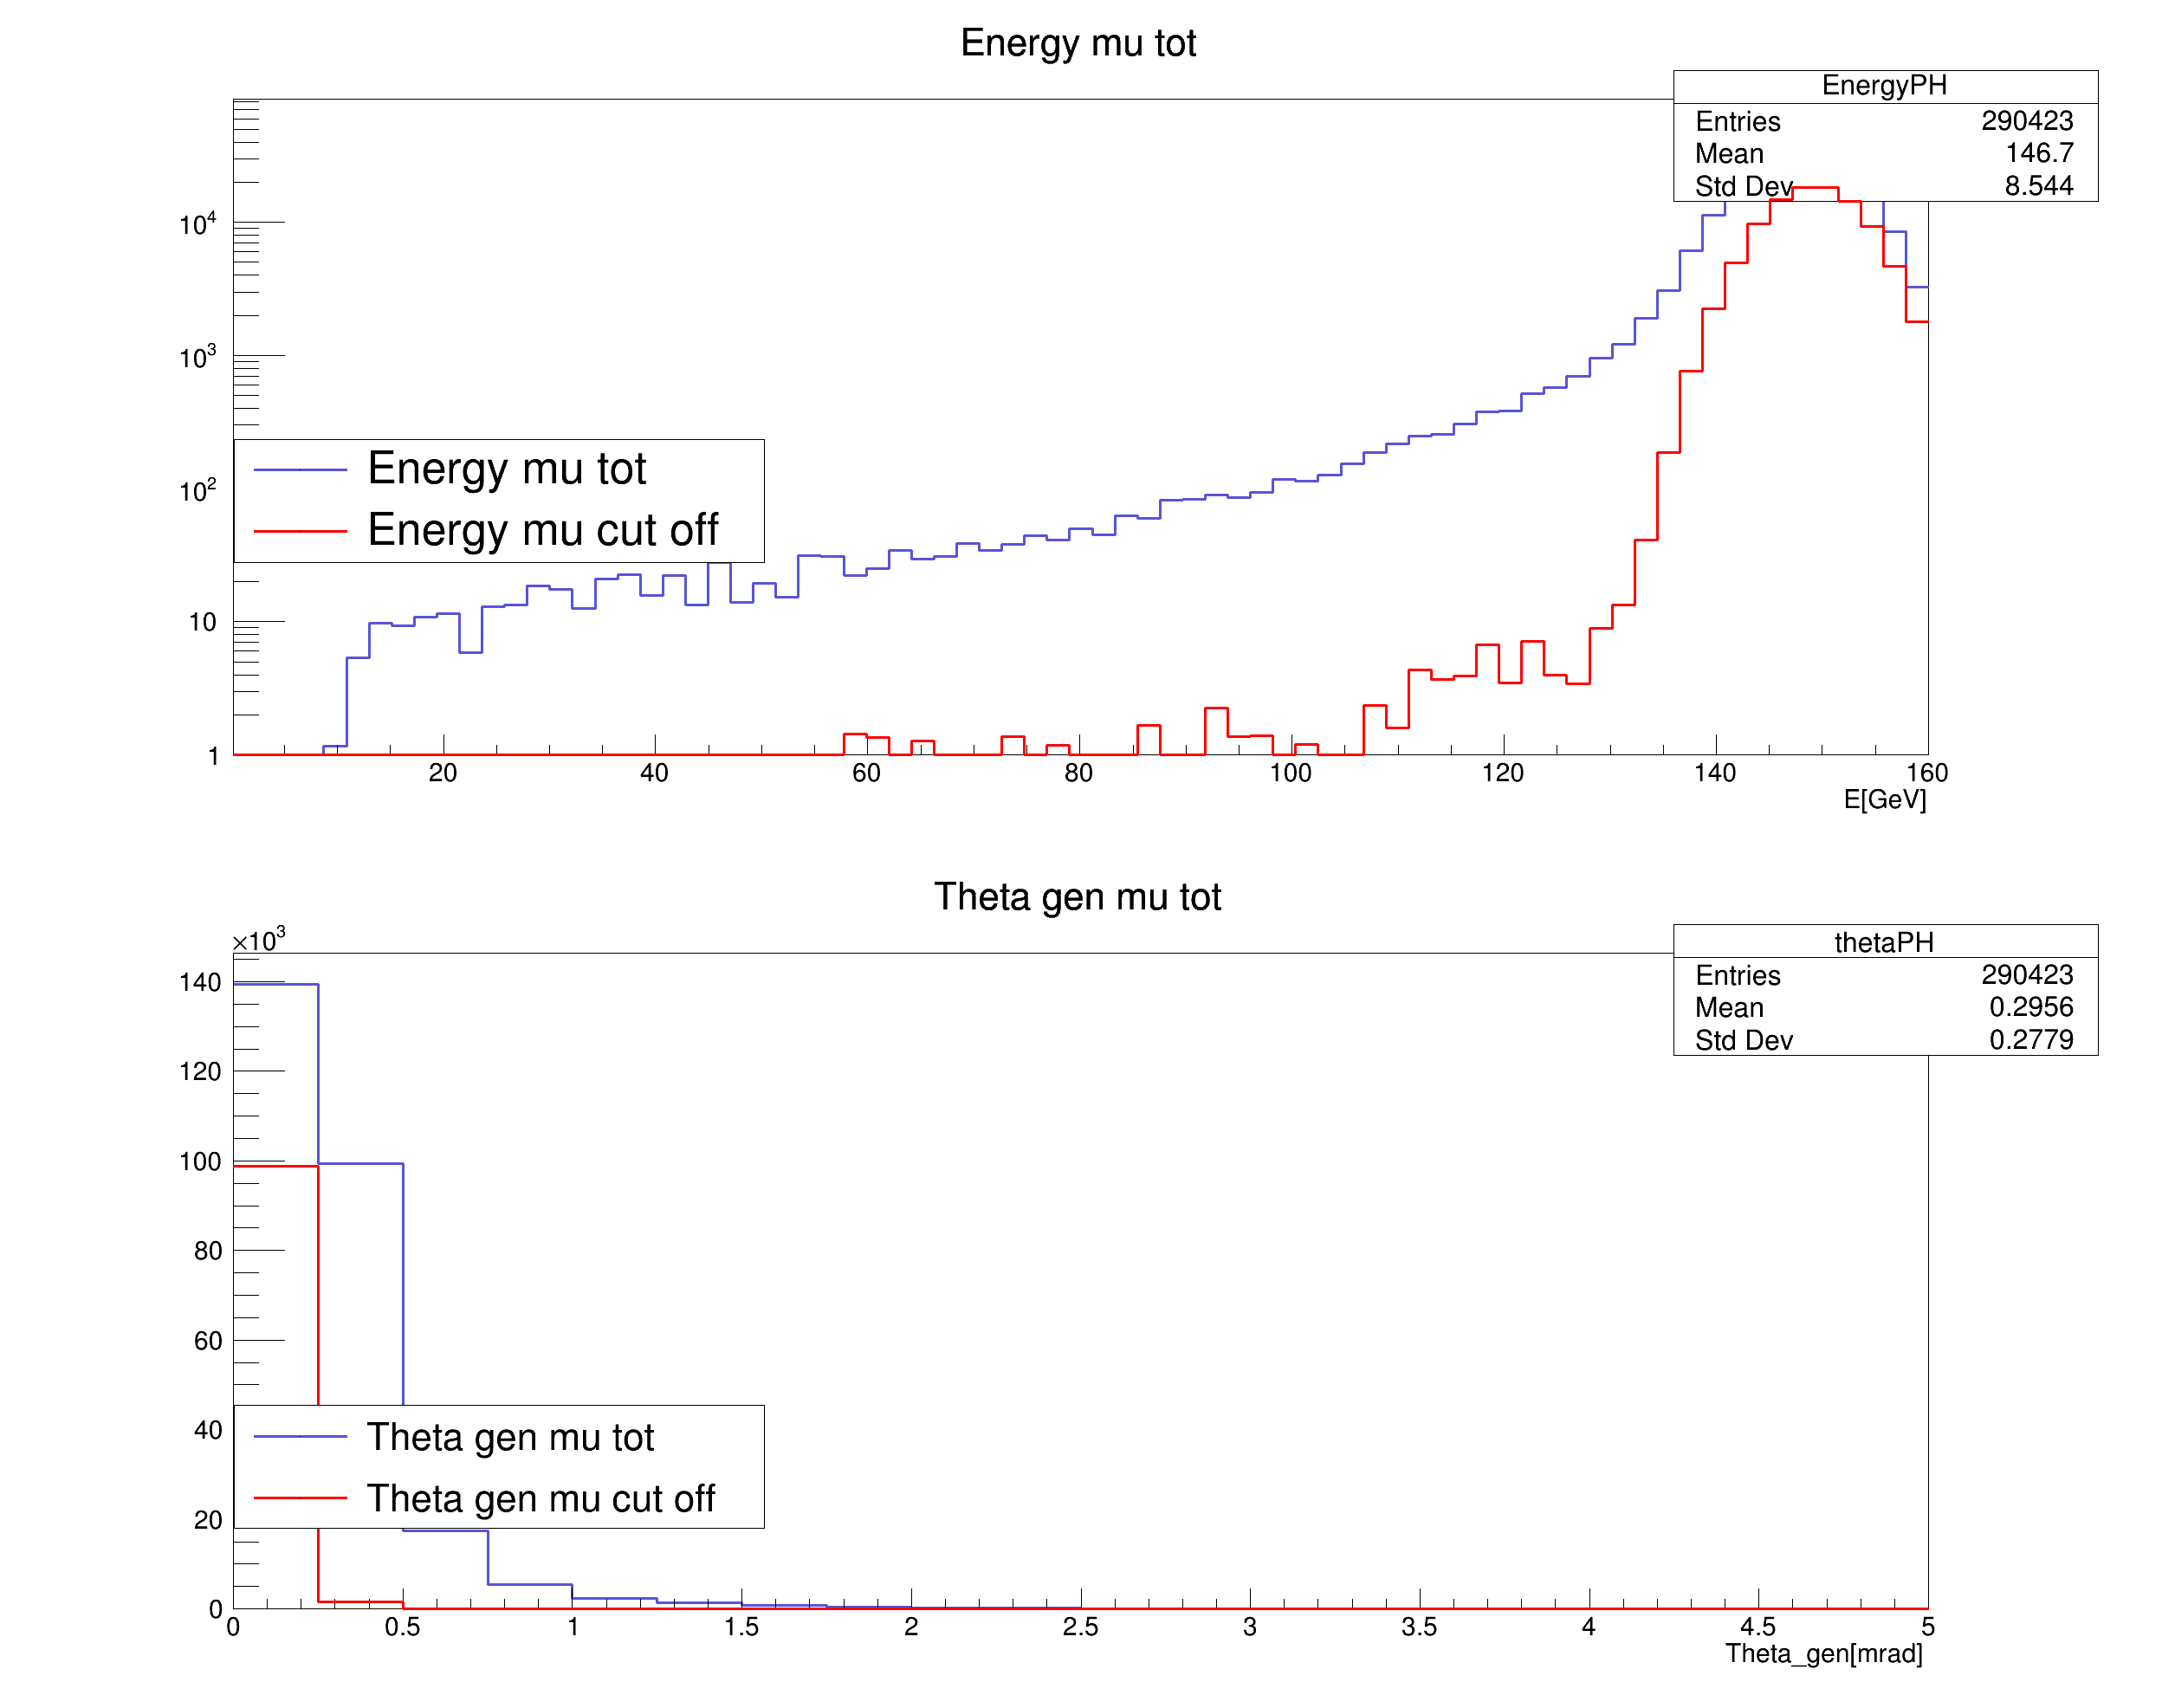 Energy mu tot
EnergyPH
Entries 290423
Mean 146.7
Std Dev 8.544
10^4
10^3
10^2
10
1
Energy mu tot
Energy mu cut off
20 40 60 80 100 120 140 160
E[GeV]
Theta gen mu tot
×10^3
thetaPH
Entries 290423
Mean 0.2956
Std Dev 0.2779
140
120
100
80
60
40
20
0
Theta gen mu tot
Theta gen mu cut off
0 0.5 1 1.5 2 2.5 3 3.5 4 4.5 5
Theta_gen[mrad]